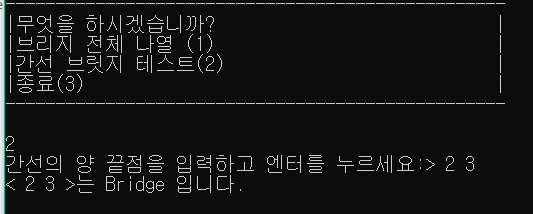 |무엇을 하시겠습니까? |
|브리지 전체 나열 (1) |
|간선 브릿지 테스트(2) |
|종료(3) |
2
간선의 양 끝점을 입력하고 엔터를 누르세요:> 2 3
< 2 3 >는 Bridge 입니다.